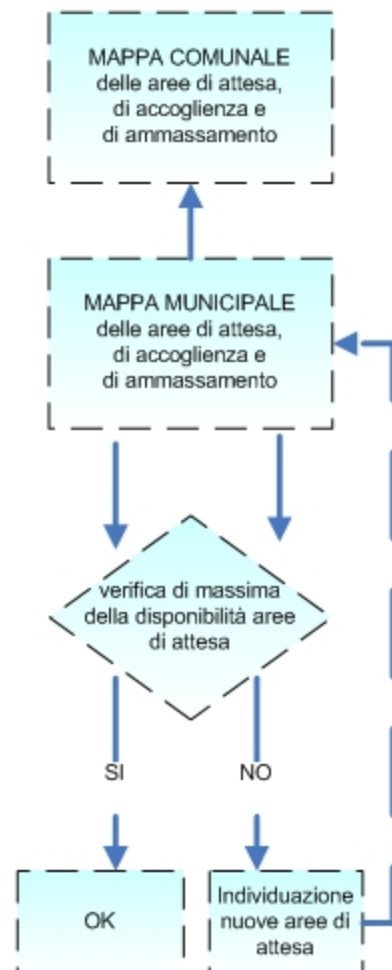 MAPPA COMUNALE
delle aree di attesa,
di accoglienza e
di ammassamento
MAPPA MUNICIPALE
delle aree di attesa,
di accoglienza e
di ammassamento
verifica di massima
della disponibilità aree
di attesa
SI
NO
OK
Individuazione
nuove aree di
attesa